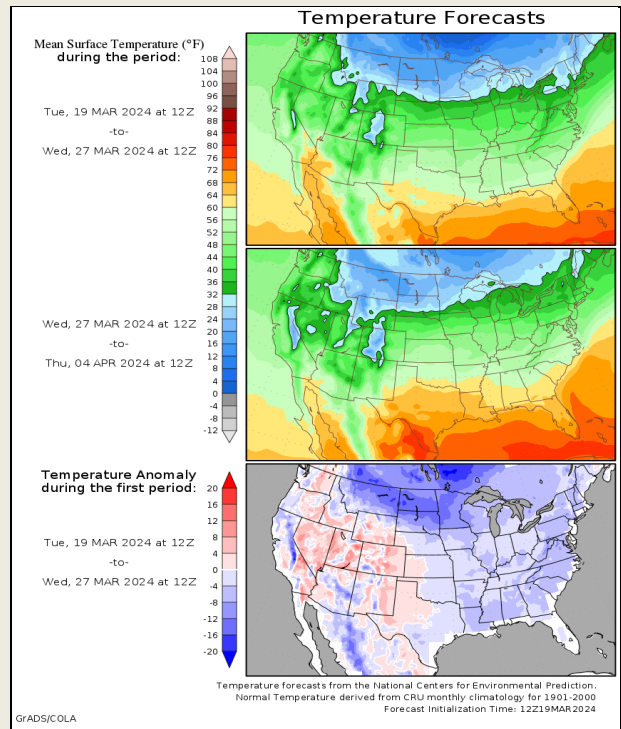 Temperature Forecasts
Mean Surface Temperature (°F)
during the period:
Tue, 19 MAR 2024 at 12Z
-to-
Wed, 27 MAR 2024 at 12Z
108
104
100
96
92
88
84
80
76
72
68
64
60
56
52
48
44
40
36
32
28
24
20
16
12
8
4
0
-4
-8
-12
Wed, 27 MAR 2024 at 12Z
-to-
Thu, 04 APR 2024 at 12Z
Temperature Anomaly
during the first period:
Tue, 19 MAR 2024 at 12Z
-to-
Wed, 27 MAR 2024 at 12Z
20
16
12
8
4
0
-4
-8
-12
-16
-20
Temperature forecasts from the National Centers for Environmental Prediction.
Normal Temperature derived from CRU monthly climatology for 1901-2000
Forecast Initialization Time: 12Z19MAR2024
GrADS/COLA